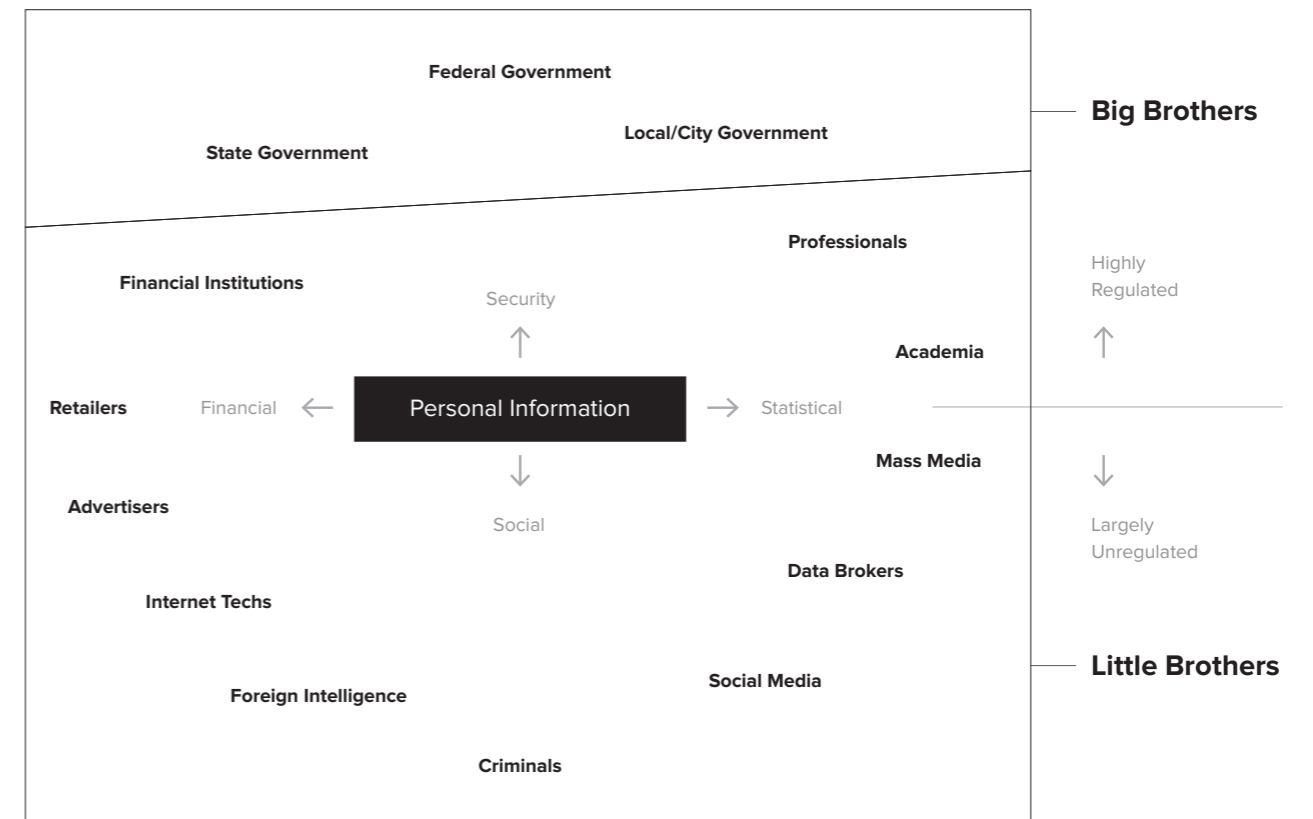 Federal Government
Big Brothers
Local/City Government
State Government
Professionals
Financial Institutions
Security
Highly
Regulated
Academia
Retailers
Financial
Personal Information
Statistical
Mass Media
Advertisers
Social
Largely
Unregulated
Data Brokers
Internet Techs
Little Brothers
Social Media
Foreign Intelligence
Criminals